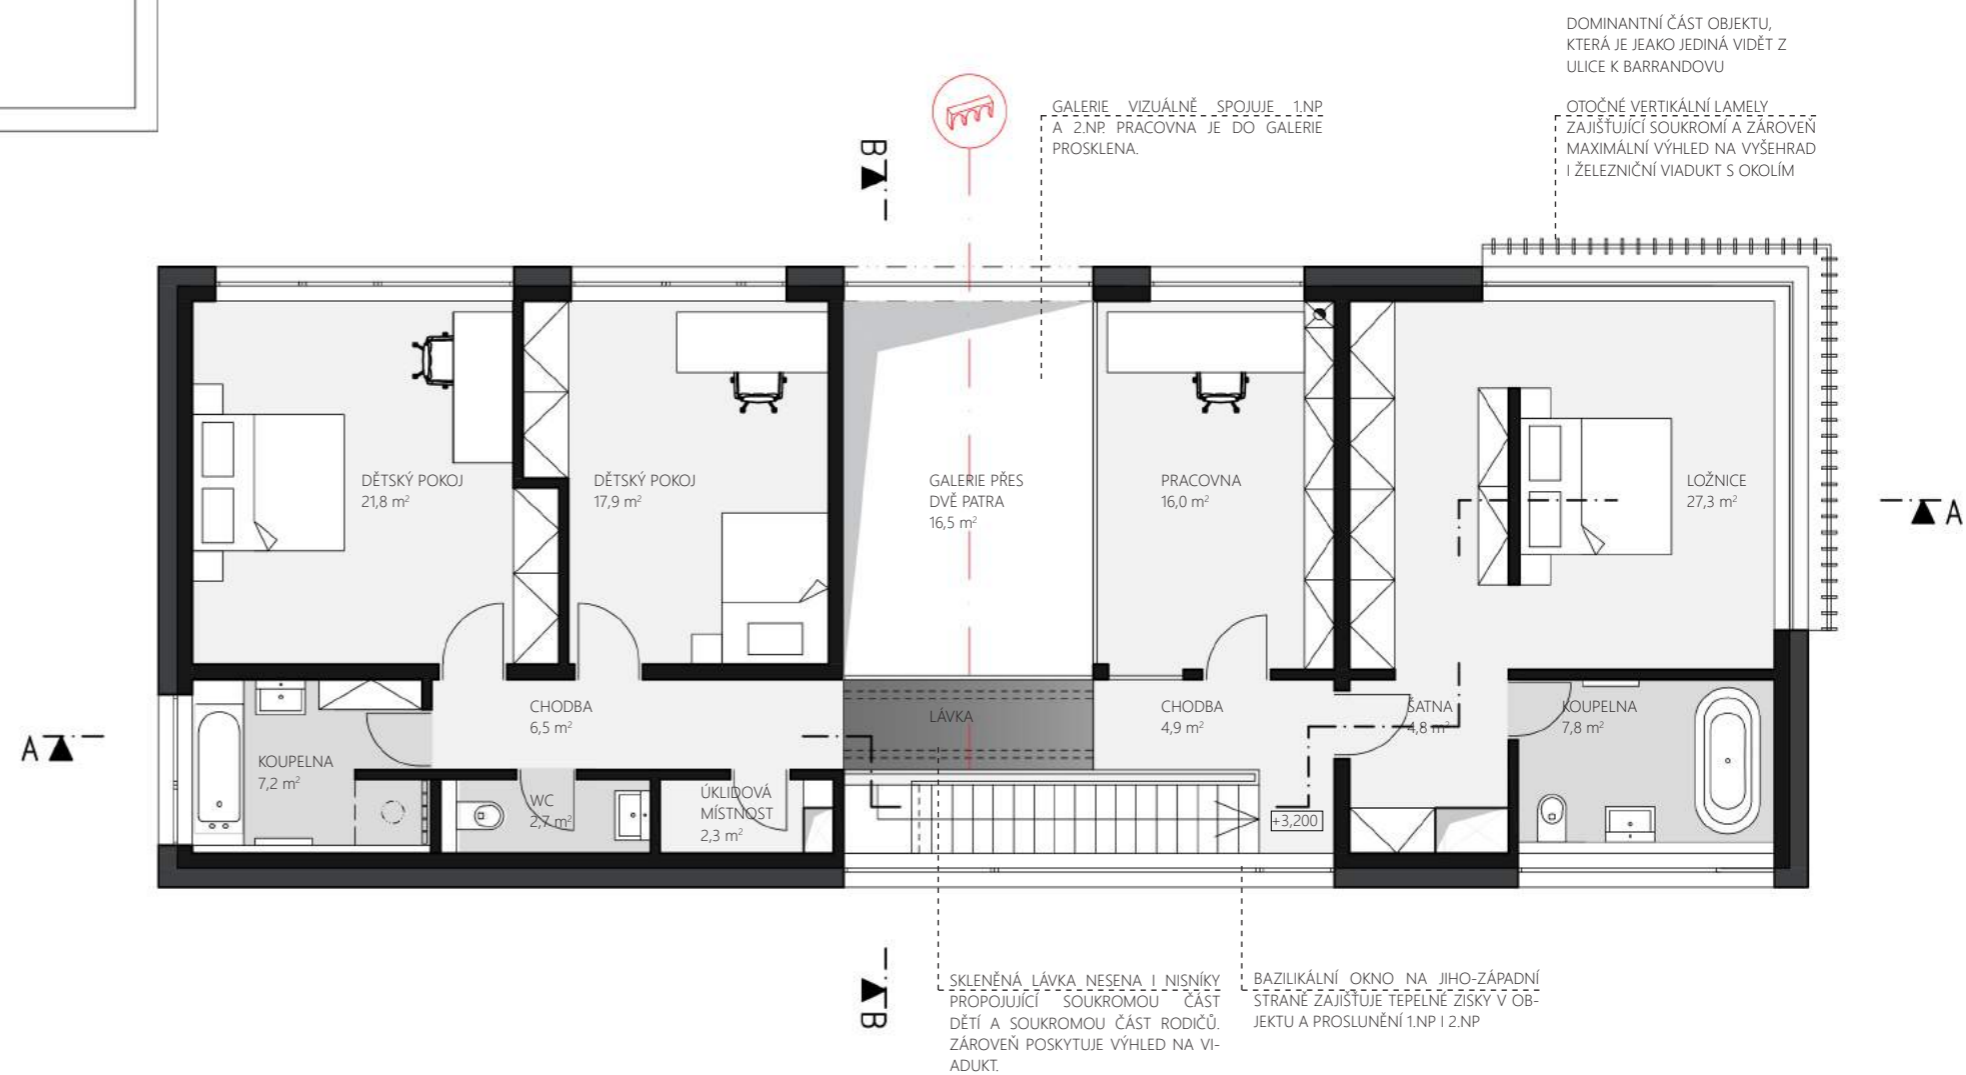 DOMINANTNÍ ČÁST OBJEKTU,
KTERÁ JE JEAKO JEDINÁ VIDĚT Z
ULICE K BARRANDOVU
GALERIE VIZUÁLNĚ SPOJUJE 1.NP
A 2.NP. PRACOVNA JE DO GALERIE
PROSKLENA.
OTOČNÉ VERTIKÁLNÍ LAMELY
ZAJIŠŤUJÍCÍ SOUKROMÍ A ZÁROVEŇ
MAXIMÁLNÍ VÝHLED NA VYŠEHRAD
I ŽELEZNIČNÍ VIADUKT S OKOLÍM
B
DĚTSKÝ POKOJ
21,8 m²
DĚTSKÝ POKOJ
17,9 m²
GALERIE PŘES
DVĚ PATRA
16,5 m²
PRACOVNA
16,0 m²
LOŽNICE
27,3 m²
A
CHODBA
6,5 m²
LÁVKA
CHODBA
4,9 m²
ŠATNA
4,8 m²
KOUPELNA
7,8 m²
A
KOUPELNA
7,2 m²
WC
2,7 m²
ÚKLIDOVÁ
MÍSTNOST
2,3 m²
+3,200
B
SKLENĚNÁ LÁVKA NESENA I NISNÍKY
PROPOJUJÍCÍ SOUKROMOU ČÁST
DĚTÍ A SOUKROMOU ČÁST RODIČŮ.
ZÁROVEŇ POSKYTUJE VÝHLED NA VI-
ADUKT.
BAZILIKÁLNÍ OKNO NA JIHO-ZÁPADNÍ
STRANĚ ZAJIŠŤUJE TEPELNÉ ZISKY V OB-
JEKTU A PROSLUNĚNÍ 1.NP I 2.NP